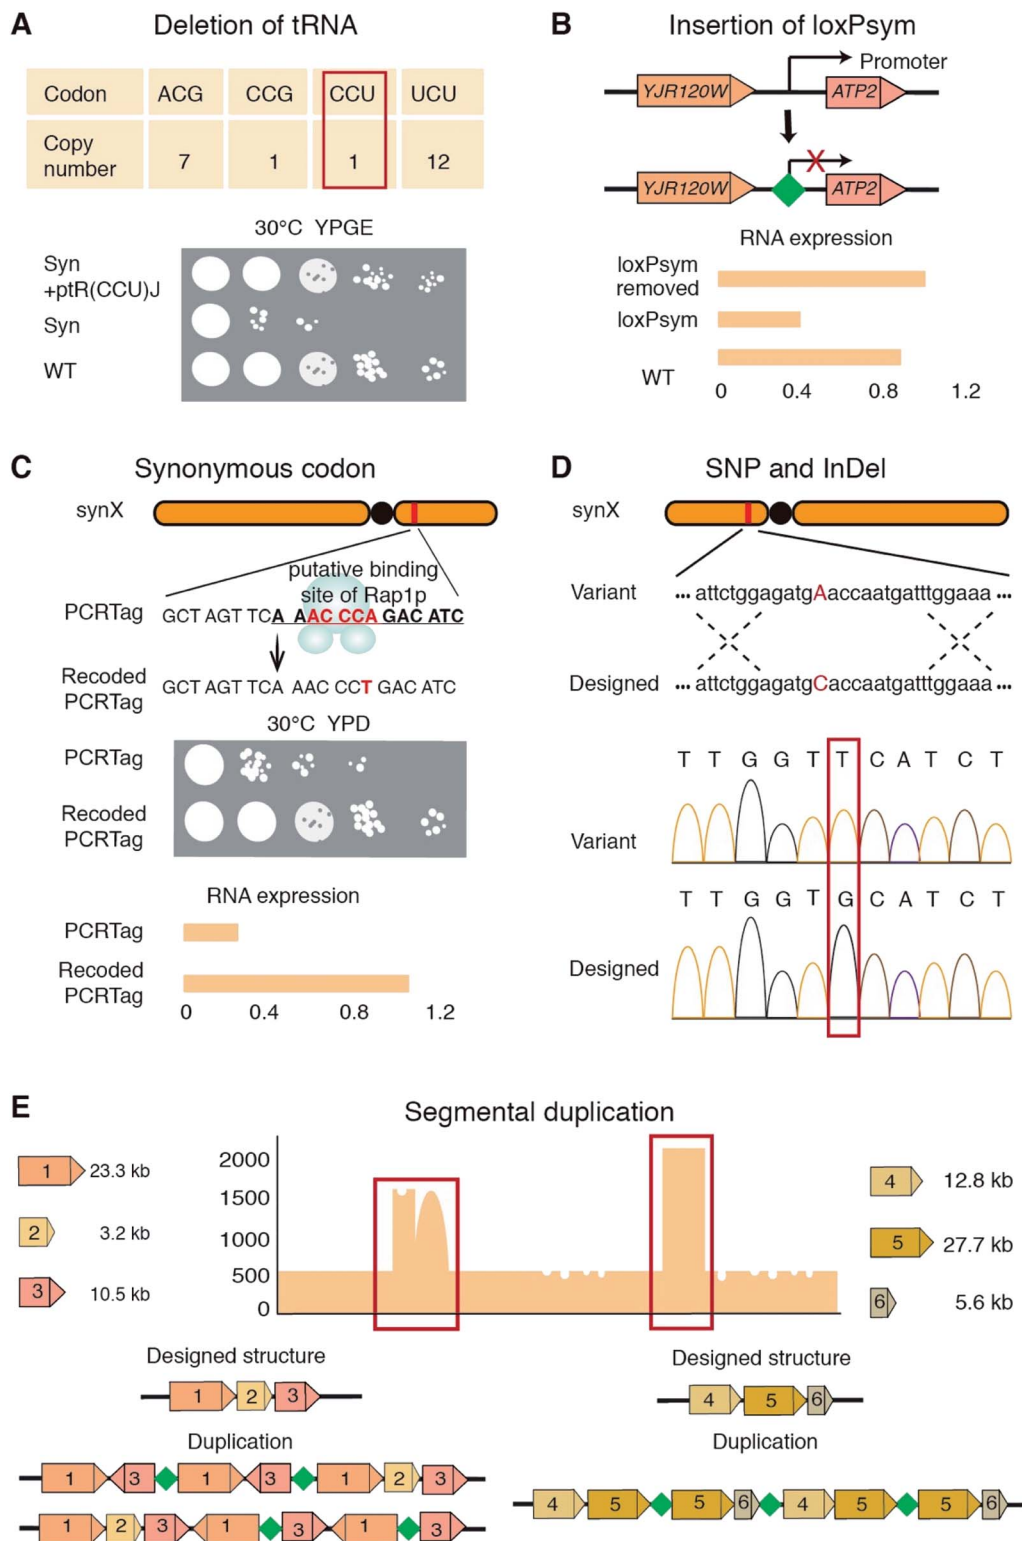 A Deletion of tRNA
Codon ACG CCG CCU UCU
Copy
number 7 1 1 12
30°C YPGE
Syn
+ptR(CCU)J
Syn
WT
B Insertion of loxPsym
Promoter
YJR120W ATP2
X
YJR120W ATP2
RNA expression
loxPsym
removed
loxPsym
WT
0 0.4 0.8 1.2
C Synonymous codon
synX
putative binding
site of Rap1p
PCRTag GCT AGT TCA AAC CCA GAC ATC
Recoded
PCRTag GCT AGT TCA AAC CCT GAC ATC
30°C YPD
PCRTag
Recoded
PCRTag
RNA expression
PCRTag
Recoded
PCRTag
0 0.4 0.8 1.2
D SNP and InDel
synX
Variant ••• attctggagatgAaccaatgatttggaaa •••
Designed ••• attctggagatgCaccaatgatttggaaa •••
T T G G T T C A T C T
Variant
T T G G T G C A T C T
Designed
E Segmental duplication
1 23.3 kb
2 3.2 kb
3 10.5 kb
2000
1500
1000
500
0
4 12.8 kb
5 27.7 kb
6 5.6 kb
Designed structure
1 2 3
Duplication
1 3 1 3 1 2 3
1 2 3 1 3 1 3
Designed structure
4 5 6
Duplication
4 5 5 6 4 5 5 6